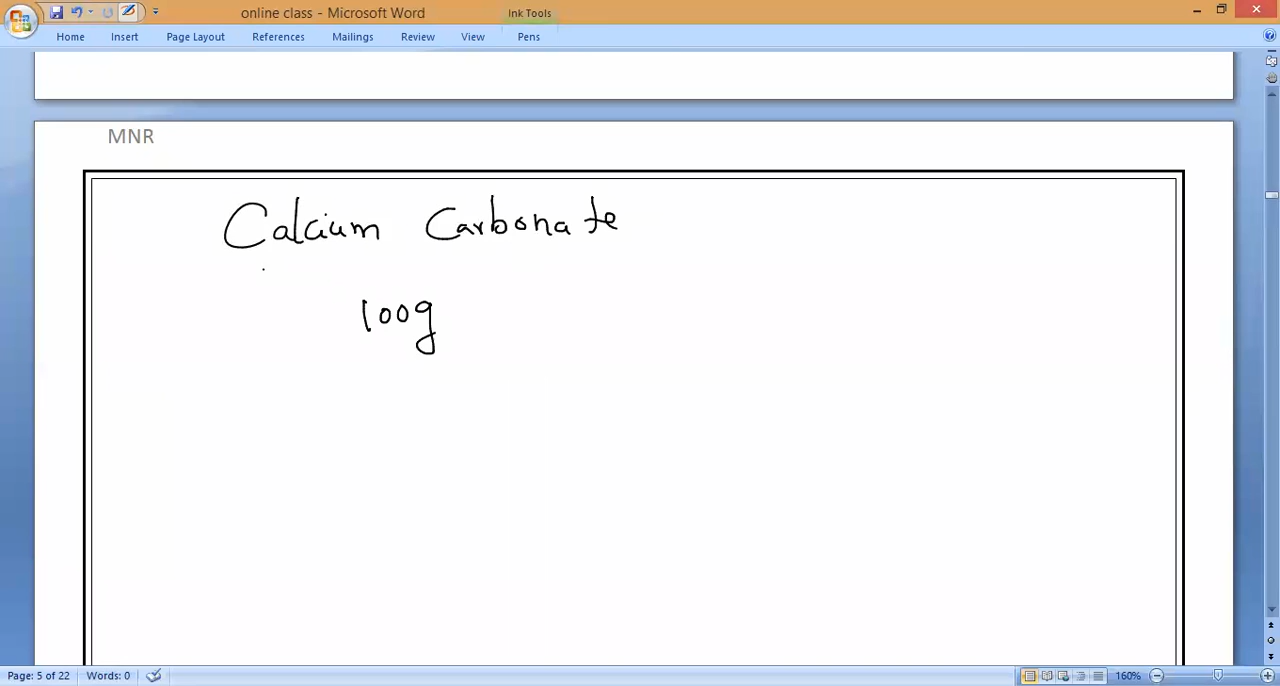 online class - Microsoft Word
Ink Tools
Home Insert Page Layout References Mailings Review View Pens
MNR
Calcium Carbonate
100g
Page: 5 of 22 Words: 0 160%